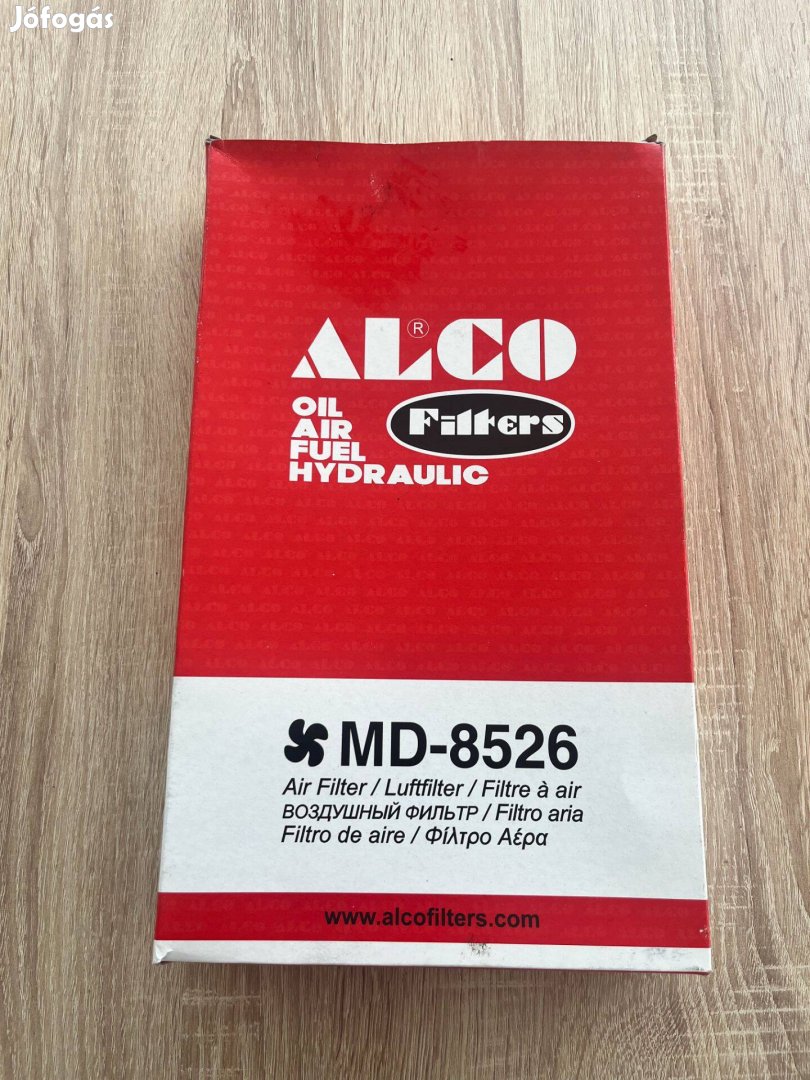 Jófogás
ALCO®
OIL
AIR
FUEL
HYDRAULIC
Filters
MD-8526
Air Filter / Luftfilter / Filtre à air
ВОЗДУШНЫЙ ФИЛЬТР / Filtro aria
Filtro de aire / Φίλτρο Αέρα
www.alcofilters.com